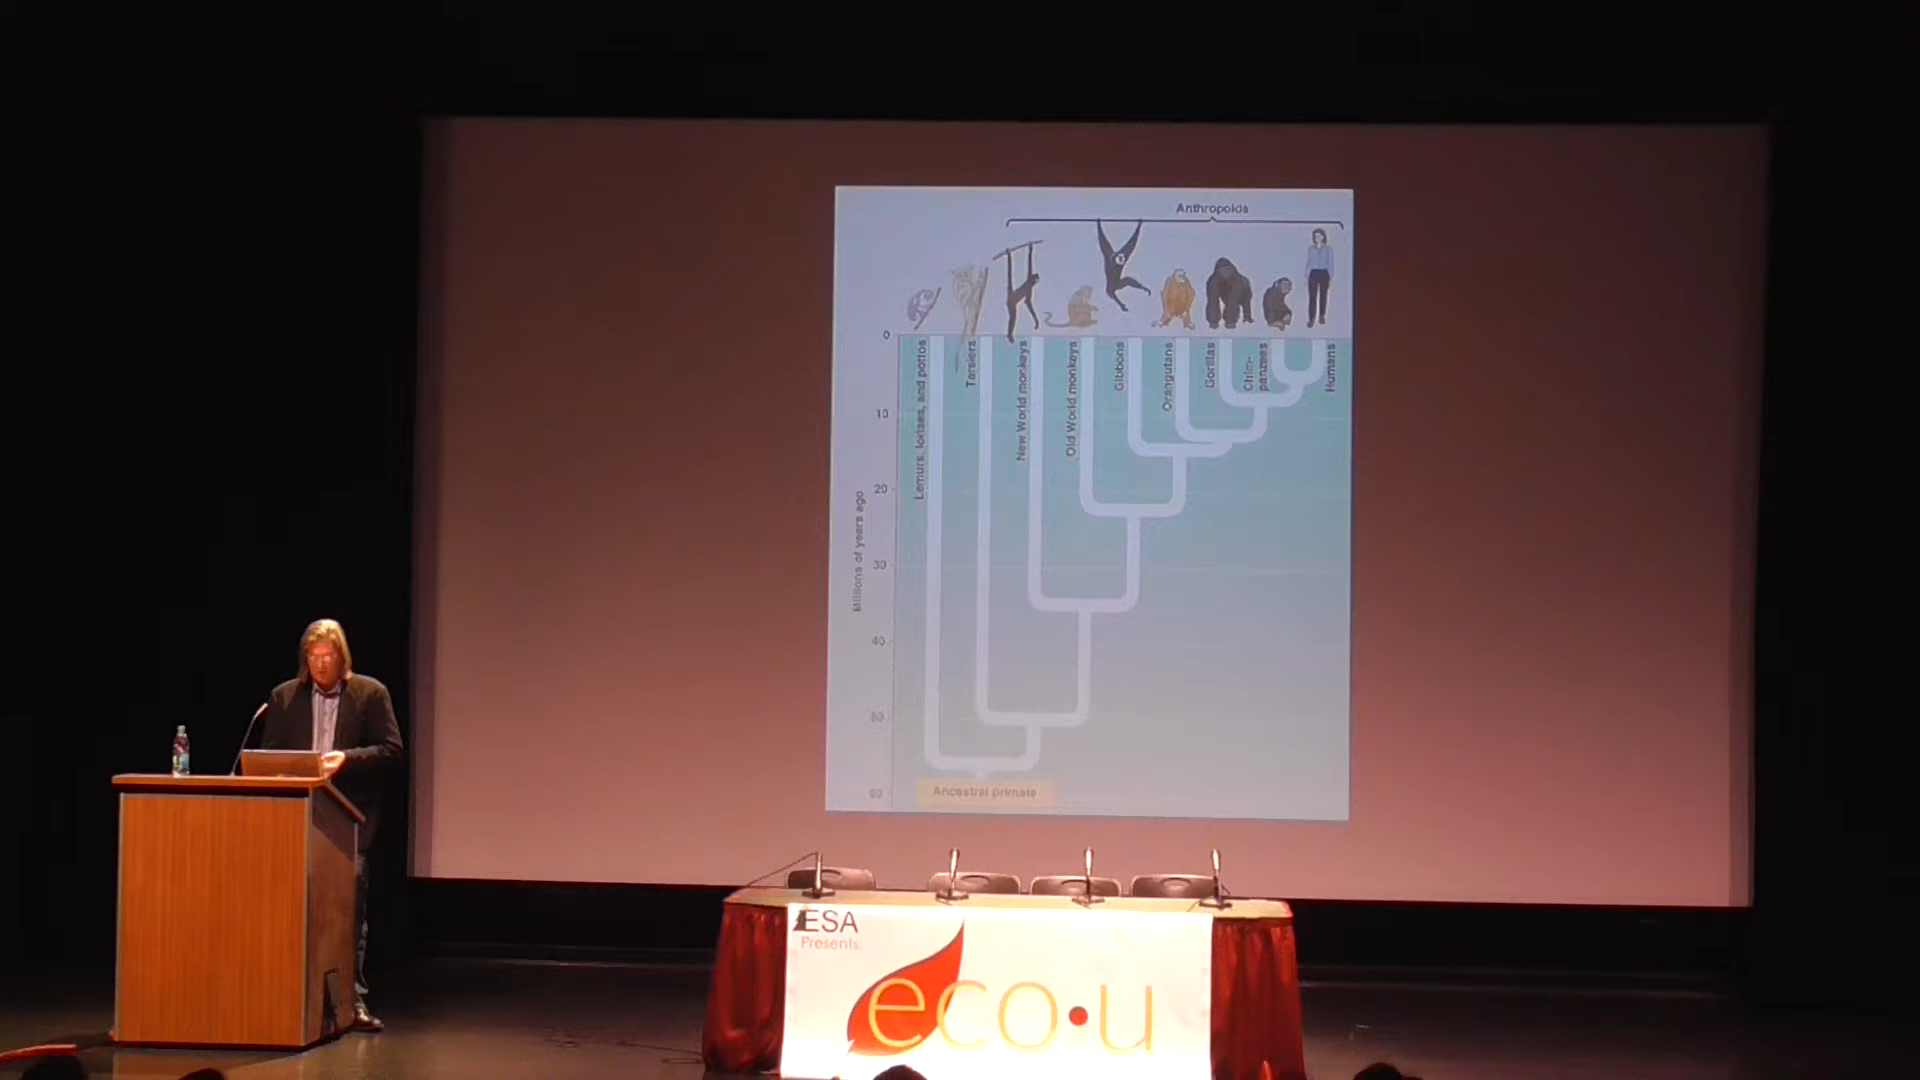 Anthropoids
0
10
20
30
40
50
60
Millions of years ago
Lemurs, lorises, and pottos
Tarsiers
New World monkeys
Old World monkeys
Gibbons
Orangutans
Gorillas
Chim-
panzees
Humans
Ancestral primate
ESA
Presents
eco·u